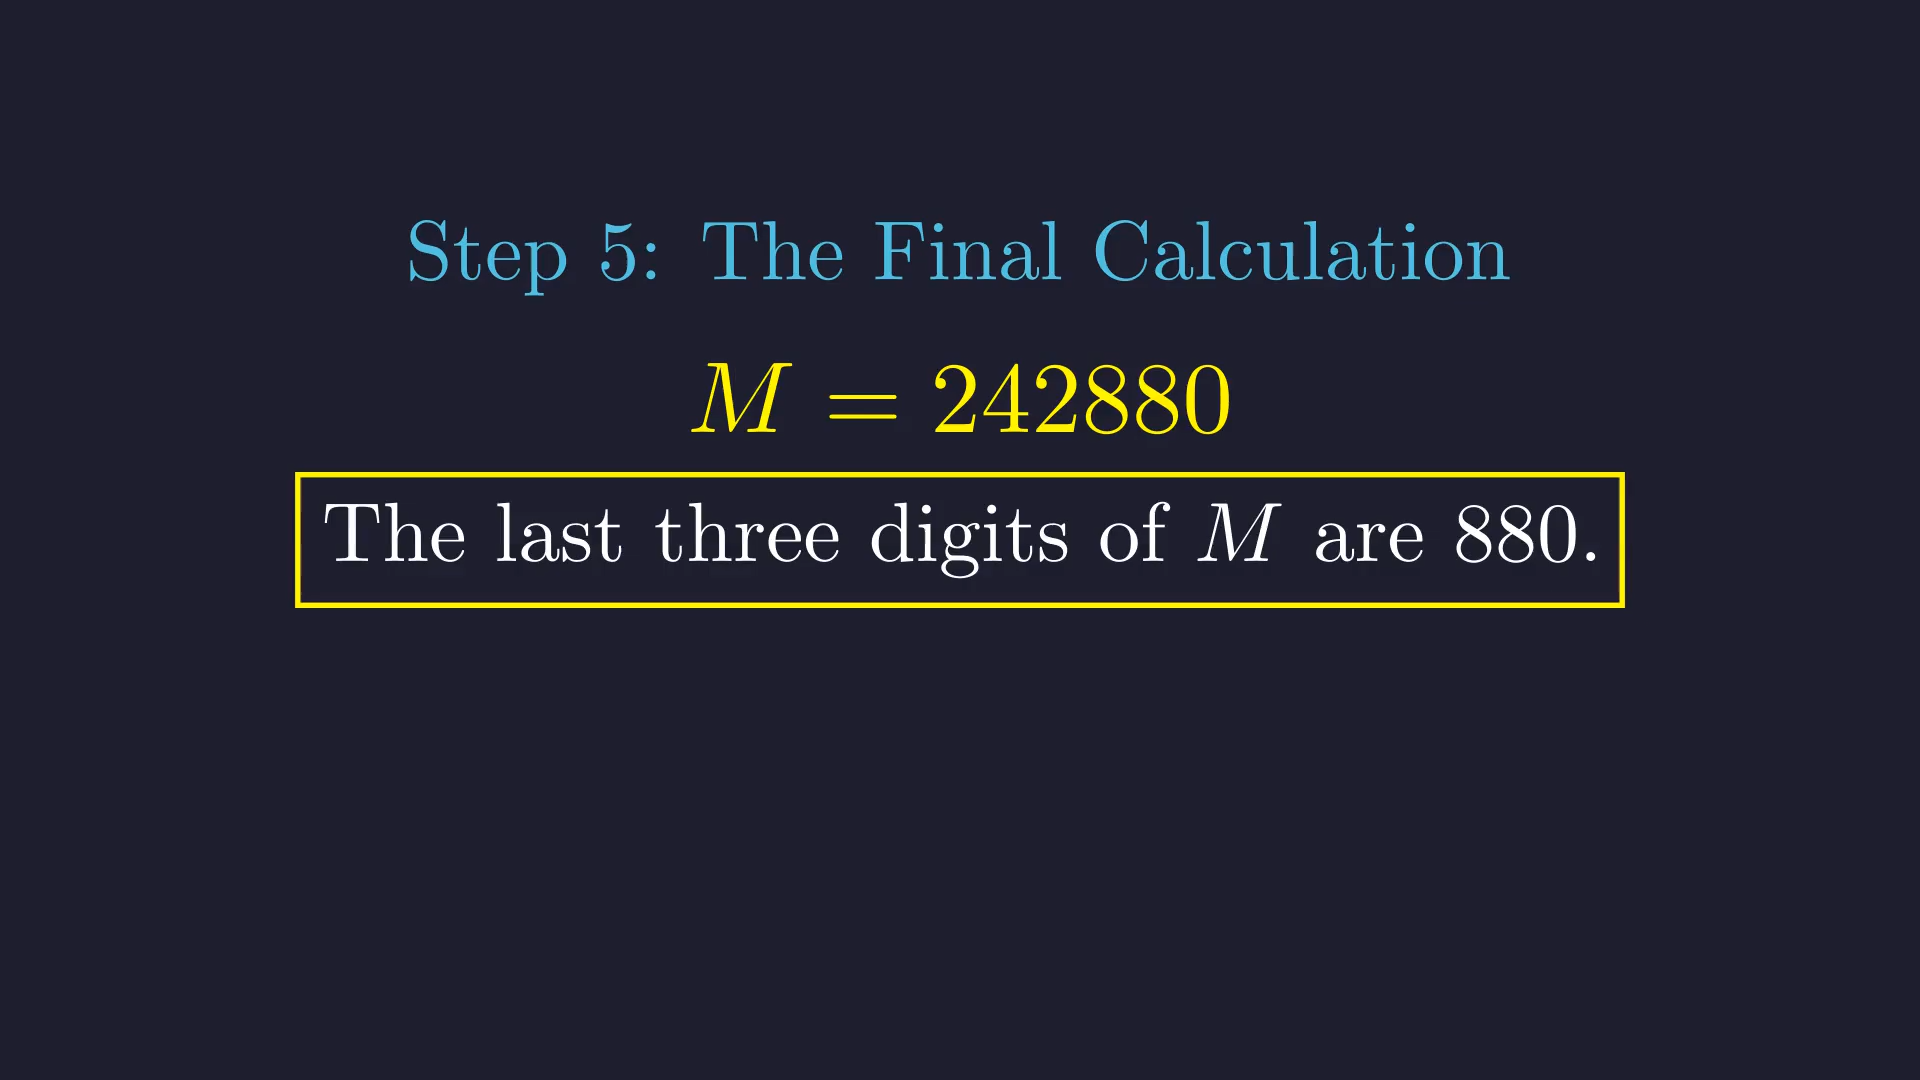 Step 5: The Final Calculation
M = 242880
The last three digits of M are 880.